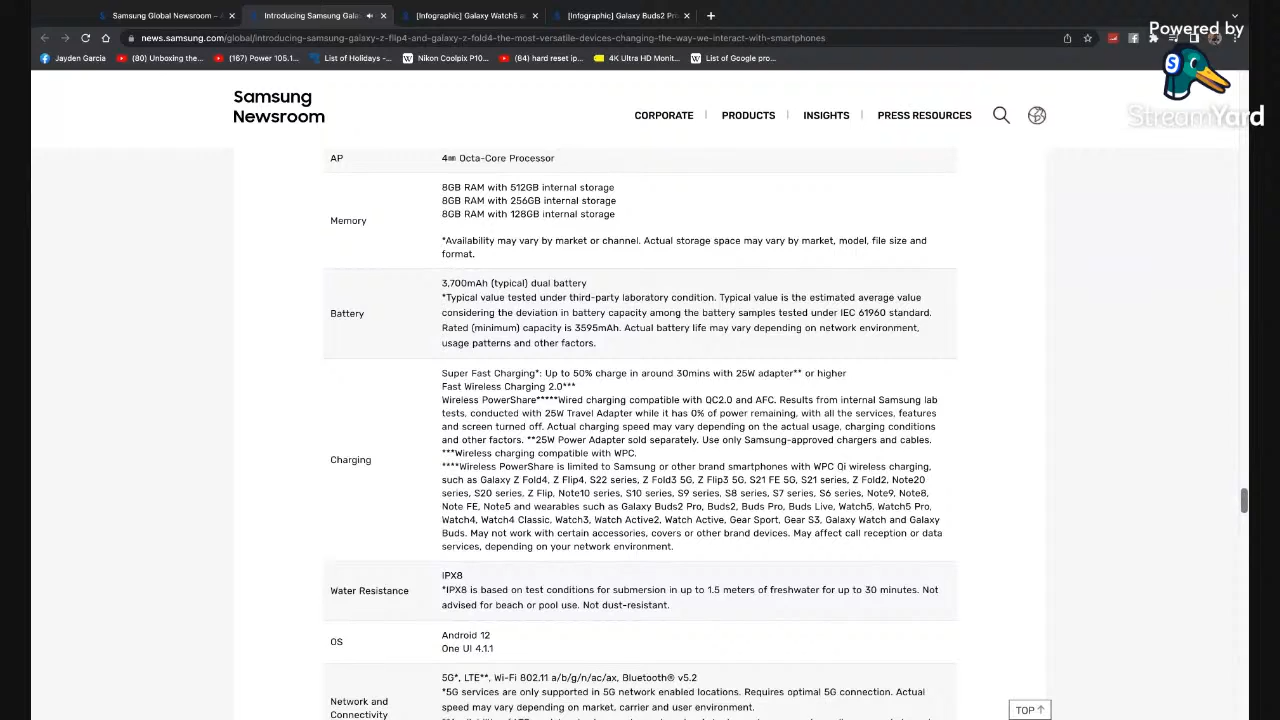 Samsung Global Newsroom –
Introducing Samsung Gala
[Infographic] Galaxy Watch5 a
[Infographic] Galaxy Buds2 Pro
Powered by
news.samsung.com/global/introducing-samsung-galaxy-z-flip4-and-galaxy-z-fold4-the-most-versatile-devices-changing-the-way-we-interact-with-smartphones
Jayden Garcia
(80) Unboxing the...
(167) Power 105.1...
List of Holidays -...
Nikon Coolpix P10...
(64) hard reset ip...
4K Ultra HD Monit...
List of Google pro...
StreamYard
Samsung
Newsroom
CORPORATE
PRODUCTS
INSIGHTS
PRESS RESOURCES
AP
4㎚ Octa-Core Processor
Memory
8GB RAM with 512GB internal storage
8GB RAM with 256GB internal storage
8GB RAM with 128GB internal storage
*Availability may vary by market or channel. Actual storage space may vary by market, model, file size and
format.
Battery
3,700mAh (typical) dual battery
*Typical value tested under third-party laboratory condition. Typical value is the estimated average value
considering the deviation in battery capacity among the battery samples tested under IEC 61960 standard.
Rated (minimum) capacity is 3595mAh. Actual battery life may vary depending on network environment,
usage patterns and other factors.
Charging
Super Fast Charging*: Up to 50% charge in around 30mins with 25W adapter** or higher
Fast Wireless Charging 2.0***
Wireless PowerShare*****Wired charging compatible with QC2.0 and AFC. Results from internal Samsung lab
tests, conducted with 25W Travel Adapter while it has 0% of power remaining, with all the services, features
and screen turned off. Actual charging speed may vary depending on the actual usage, charging conditions
and other factors. **25W Power Adapter sold separately. Use only Samsung-approved chargers and cables.
***Wireless charging compatible with WPC.
****Wireless PowerShare is limited to Samsung or other brand smartphones with WPC Qi wireless charging,
such as Galaxy Z Fold4, Z Flip4, S22 series, Z Fold3 5G, Z Flip3 5G, S21 FE 5G, S21 series, Z Fold2, Note20
series, S20 series, Z Flip, Note10 series, S10 series, S9 series, S8 series, S7 series, S6 series, Note9, Note8,
Note FE, Note5 and wearables such as Galaxy Buds2 Pro, Buds2, Buds Pro, Buds Live, Watch5, Watch5 Pro,
Watch4, Watch4 Classic, Watch3, Watch Active2, Watch Active, Gear Sport, Gear S3, Galaxy Watch and Galaxy
Buds. May not work with certain accessories, covers or other brand devices. May affect call reception or data
services, depending on your network environment.
Water Resistance
IPX8
*IPX8 is based on test conditions for submersion in up to 1.5 meters of freshwater for up to 30 minutes. Not
advised for beach or pool use. Not dust-resistant.
OS
Android 12
One UI 4.1.1
Network and
Connectivity
5G*, LTE**, Wi-Fi 802.11 a/b/g/n/ac/ax, Bluetooth® v5.2
*5G services are only supported in 5G network enabled locations. Requires optimal 5G connection. Actual
speed may vary depending on market, carrier and user environment.
TOP